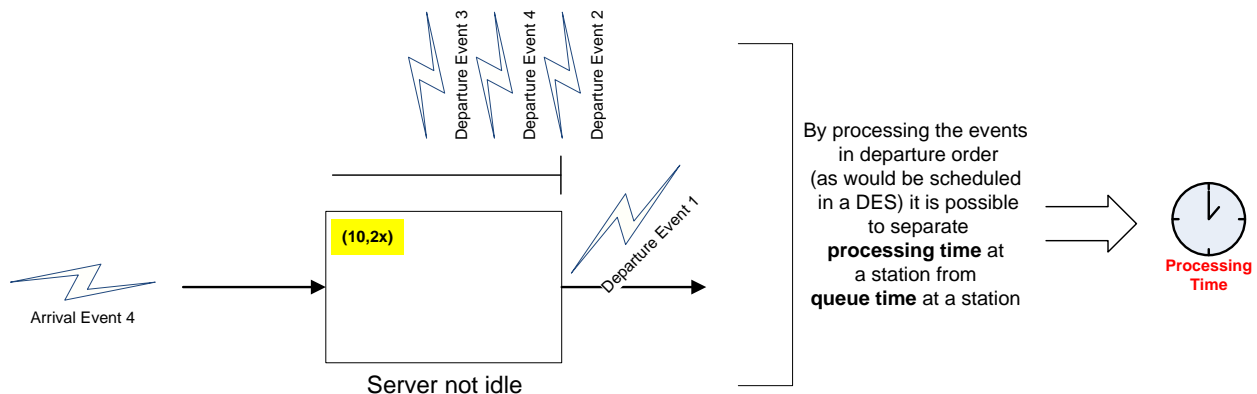 Departure Event 3
Departure Event 4
Departure Event 2
Departure Event 1
(10,2x)
Arrival Event 4
Server not idle
By processing the events
in departure order
(as would be scheduled
in a DES) it is possible
to separate
processing time at
a station from
queue time at a station
Processing
Time